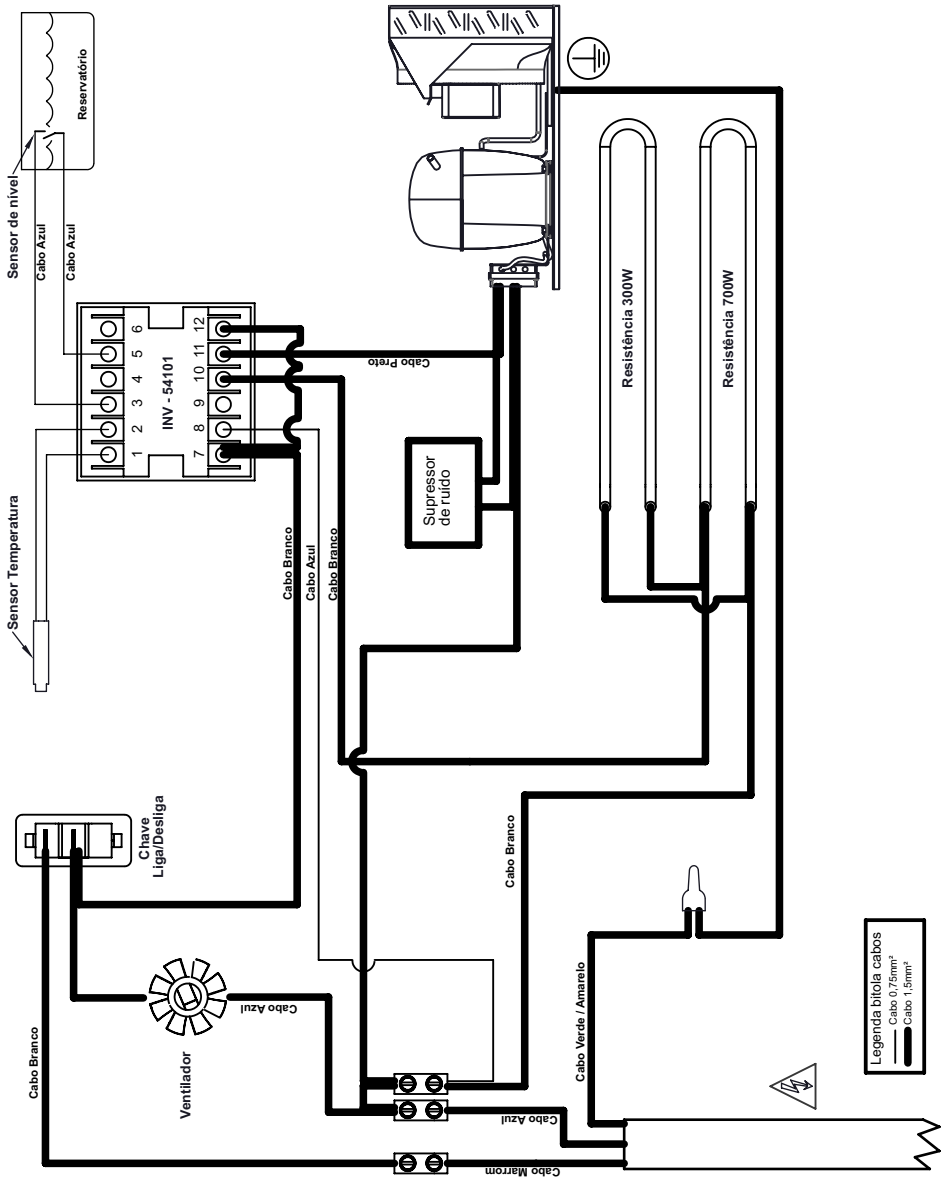 Reservatório
Sensor de nível
Cabo Azul
Cabo Azul
Sensor Temperatura
1
2
3
4
5
6
INV - 54101
7
8
9
10
11
12
Cabo Preto
Cabo Branco
Cabo Azul
Cabo Branco
Supressor
de ruído
Resistência 300W
Resistência 700W
Chave
Liga/Desliga
Cabo Branco
Ventilador
Cabo Azul
Cabo Branco
Cabo Azul
Cabo Marrom
Cabo Verde / Amarelo
Legenda bitola cabos
Cabo 0,75mm²
Cabo 1,5mm²